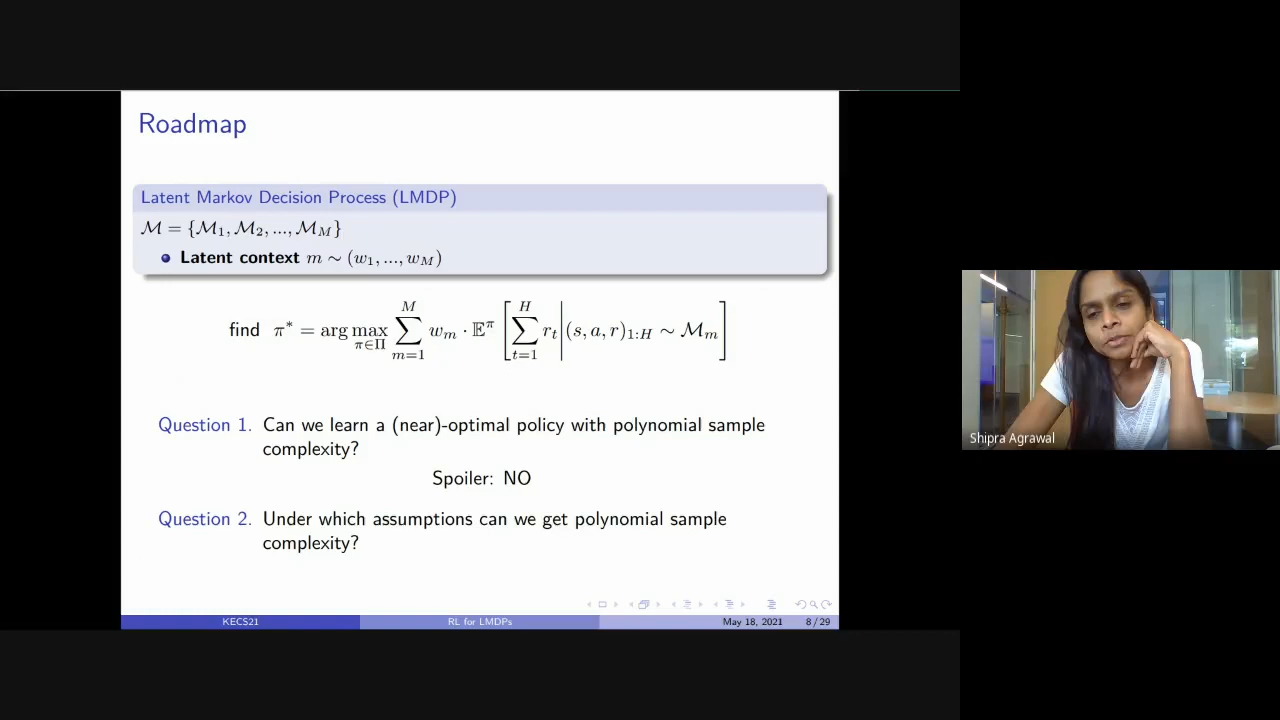 Roadmap
Latent Markov Decision Process (LMDP)
ℳ = {ℳ₁, ℳ₂, ..., ℳ_M}
Latent context m ∼ (w₁, ..., w_M)
find π* = arg max_{π∈Π} ∑_{m=1}^{M} w_m · 𝔼^π [ ∑_{t=1}^{H} r_t | (s, a, r)_{1:H} ∼ ℳ_m ]
Question 1. Can we learn a (near)-optimal policy with polynomial sample
complexity?
Spoiler: NO
Question 2. Under which assumptions can we get polynomial sample
complexity?
KECS21 RL for LMDPs May 18, 2021 8 / 29
Shipra Agrawal